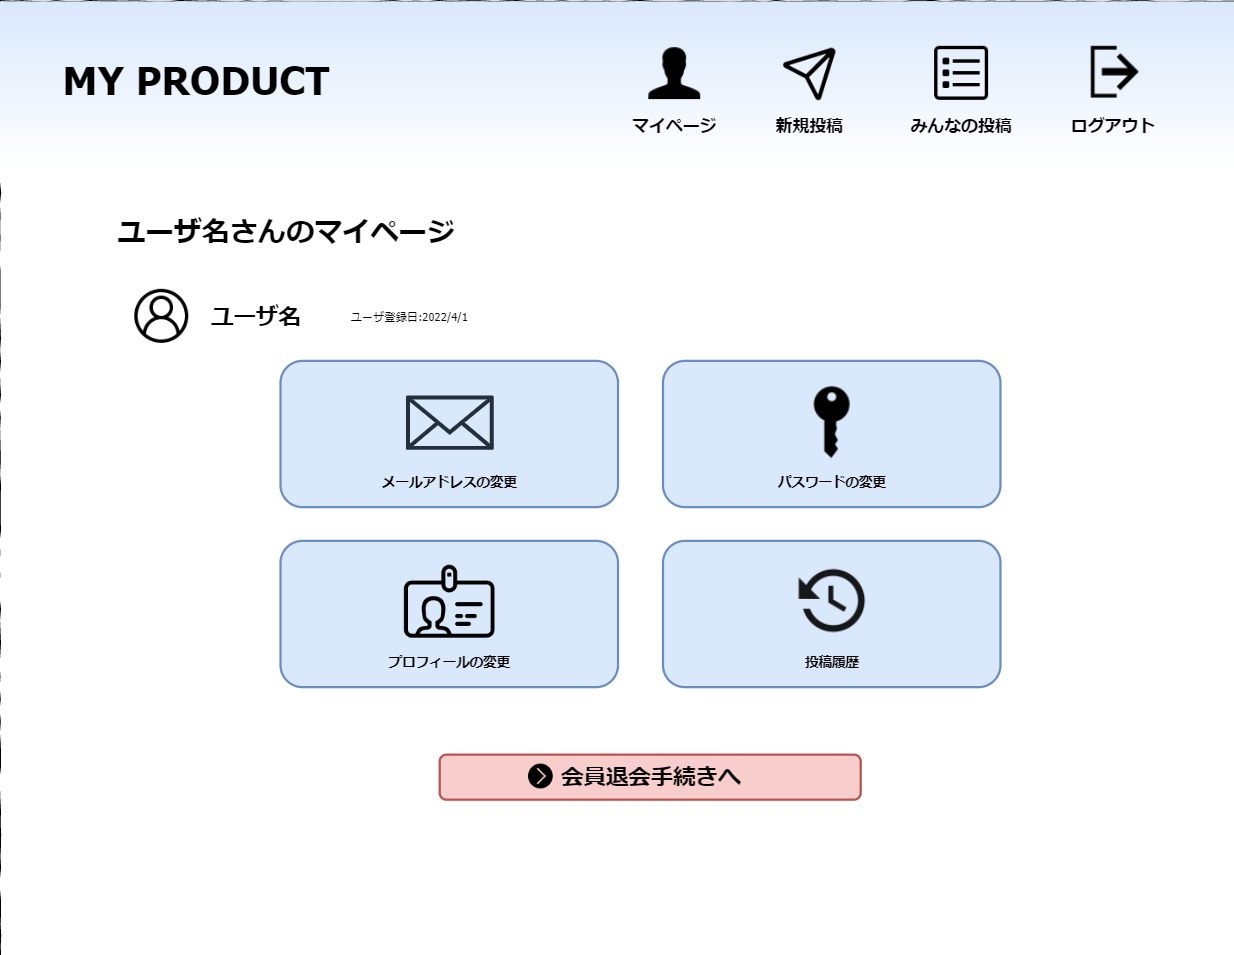 MY PRODUCT
マイページ
新規投稿
みんなの投稿
ログアウト
ユーザ名さんのマイページ
ユーザ名
ユーザ登録日:2022/4/1
メールアドレスの変更
パスワードの変更
プロフィールの変更
投稿履歴
会員退会手続きへ